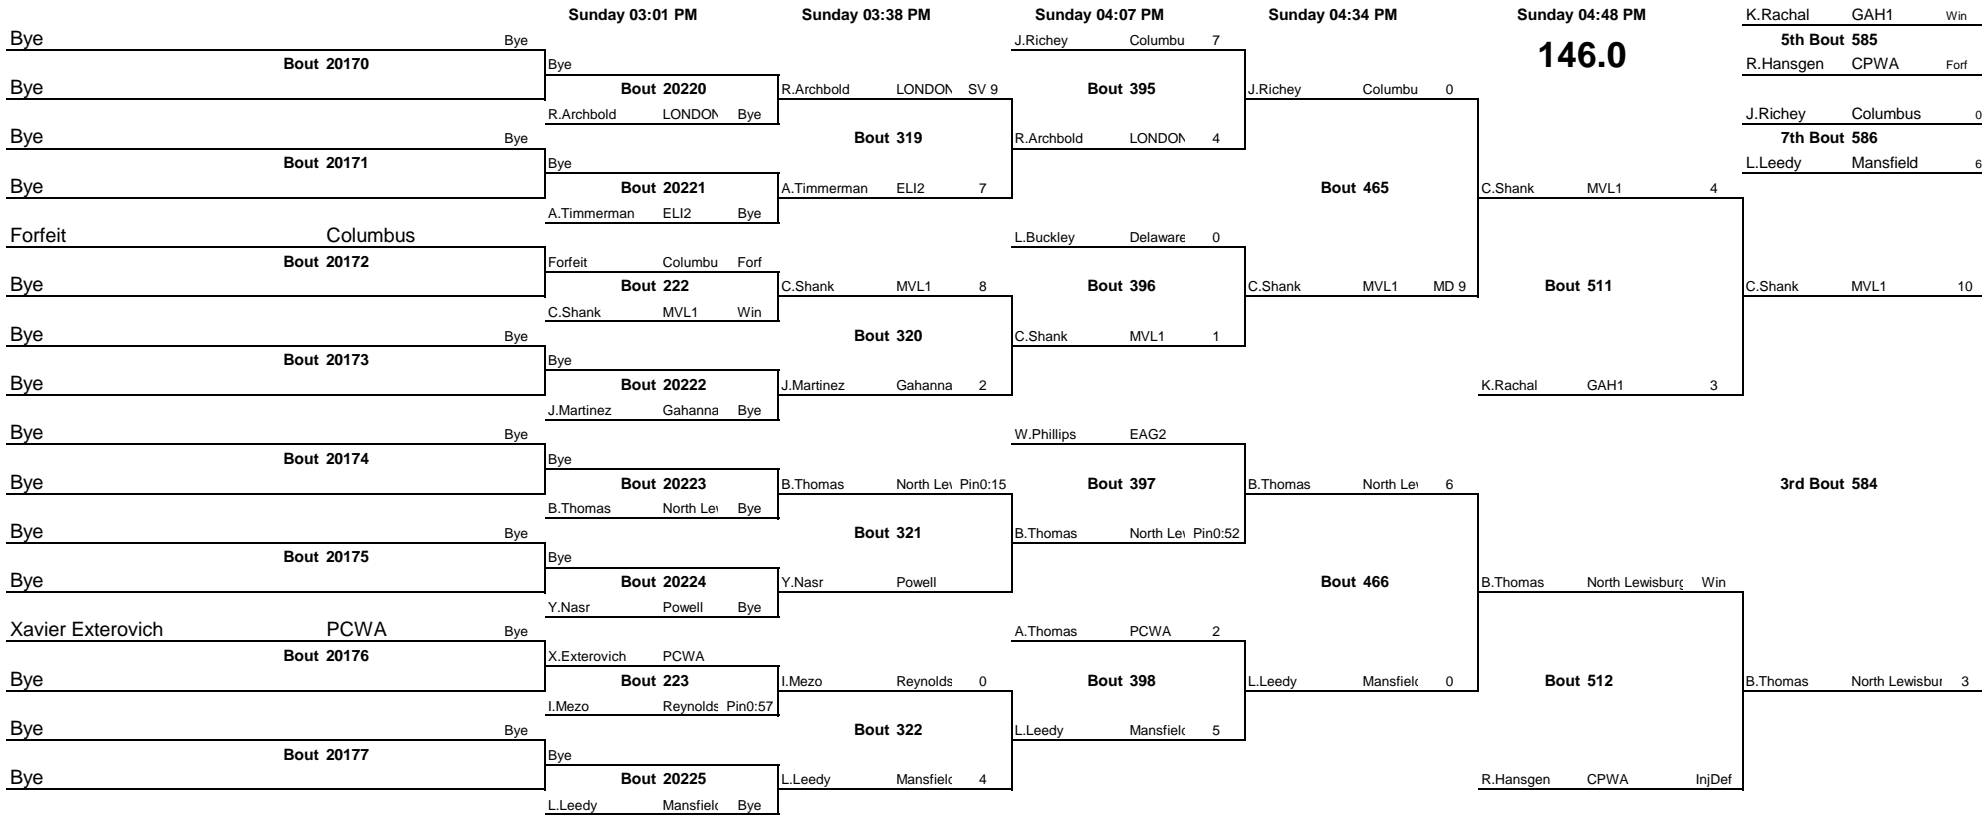 Sunday 03:01 PM Sunday 03:38 PM Sunday 04:07 PM Sunday 04:34 PM Sunday 04:48 PM K.Rachal GAH1 Win
Bye Bye J.Richey Columbu 7 146.0 5th Bout 585
Bout 20170 Bye R.Hansgen CPWA Forf
Bye Bout 20220 R.Archbold LONDON SV 9 Bout 395 J.Richey Columbu 0
R.Archbold LONDON Bye J.Richey Columbus 0
Bye Bye Bout 319 R.Archbold LONDON 4 7th Bout 586
Bout 20171 Bye L.Leedy Mansfield 6
Bye Bout 20221 A.Timmerman ELI2 7 Bout 465 C.Shank MVL1 4
A.Timmerman ELI2 Bye
Forfeit Columbus L.Buckley Delaware 0
Bout 20172 Forfeit Columbu Forf
Bye Bout 222 C.Shank MVL1 8 Bout 396 C.Shank MVL1 MD 9 Bout 511 C.Shank MVL1 10
C.Shank MVL1 Win
Bye Bye Bout 320 C.Shank MVL1 1
Bout 20173 Bye
Bye Bout 20222 J.Martinez Gahanna 2 K.Rachal GAH1 3
J.Martinez Gahanna Bye
Bye Bye W.Phillips EAG2
Bout 20174 Bye
Bye Bout 20223 B.Thomas North Lew Pin0:15 Bout 397 B.Thomas North Lew 6 3rd Bout 584
B.Thomas North Lew Bye
Bye Bye Bout 321 B.Thomas North Lew Pin0:52
Bout 20175 Bye
Bye Bout 20224 Y.Nasr Powell Bout 466 B.Thomas North Lewisburg Win
Y.Nasr Powell Bye
Xavier Exterovich PCWA Bye A.Thomas PCWA 2
Bout 20176 X.Exterovich PCWA
Bye Bout 223 I.Mezo Reynolds 0 Bout 398 L.Leedy Mansfield 0 Bout 512 B.Thomas North Lewisbur 3
I.Mezo Reynolds Pin0:57
Bye Bye Bout 322 L.Leedy Mansfield 5
Bout 20177 Bye
Bye Bout 20225 L.Leedy Mansfield 4 R.Hansgen CPWA InjDef
L.Leedy Mansfield Bye